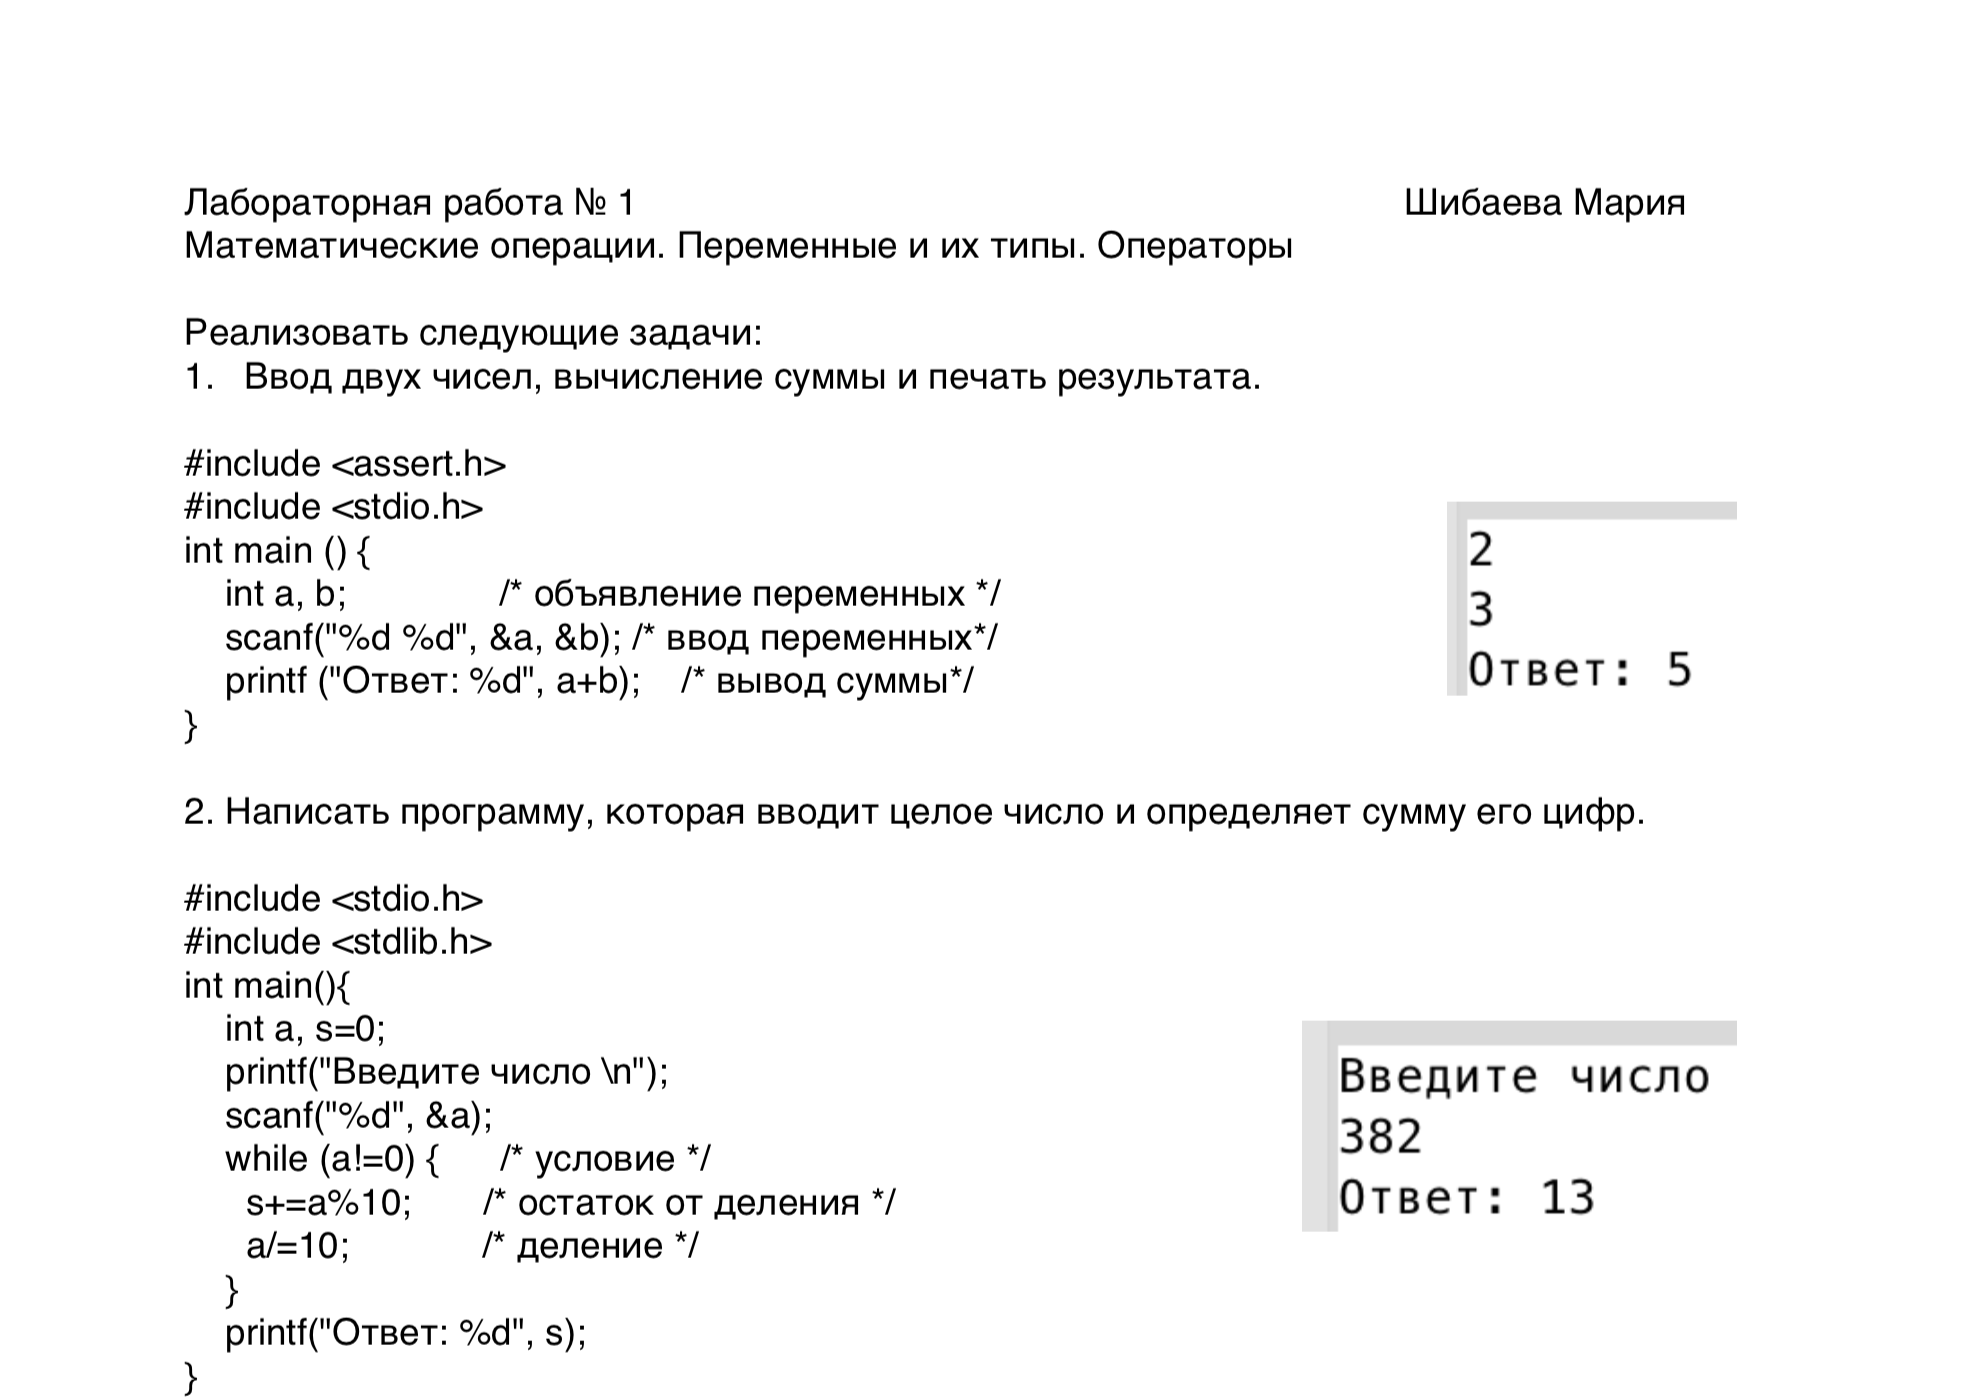 Лабораторная работа № 1 Шибаева Мария
Математические операции. Переменные и их типы. Операторы
Реализовать следующие задачи:
1. Ввод двух чисел, вычисление суммы и печать результата.
#include <assert.h>
#include <stdio.h>
int main () {
int a, b; /* объявление переменных */
scanf("%d %d", &a, &b); /* ввод переменных*/
printf ("Ответ: %d", a+b); /* вывод суммы*/
}
2
3
Ответ: 5
2. Написать программу, которая вводит целое число и определяет сумму его цифр.
#include <stdio.h>
#include <stdlib.h>
int main(){
int a, s=0;
printf("Введите число \n");
scanf("%d", &a);
while (a!=0) { /* условие */
s+=a%10; /* остаток от деления */
a/=10; /* деление */
}
printf("Ответ: %d", s);
}
Введите число
382
Ответ: 13